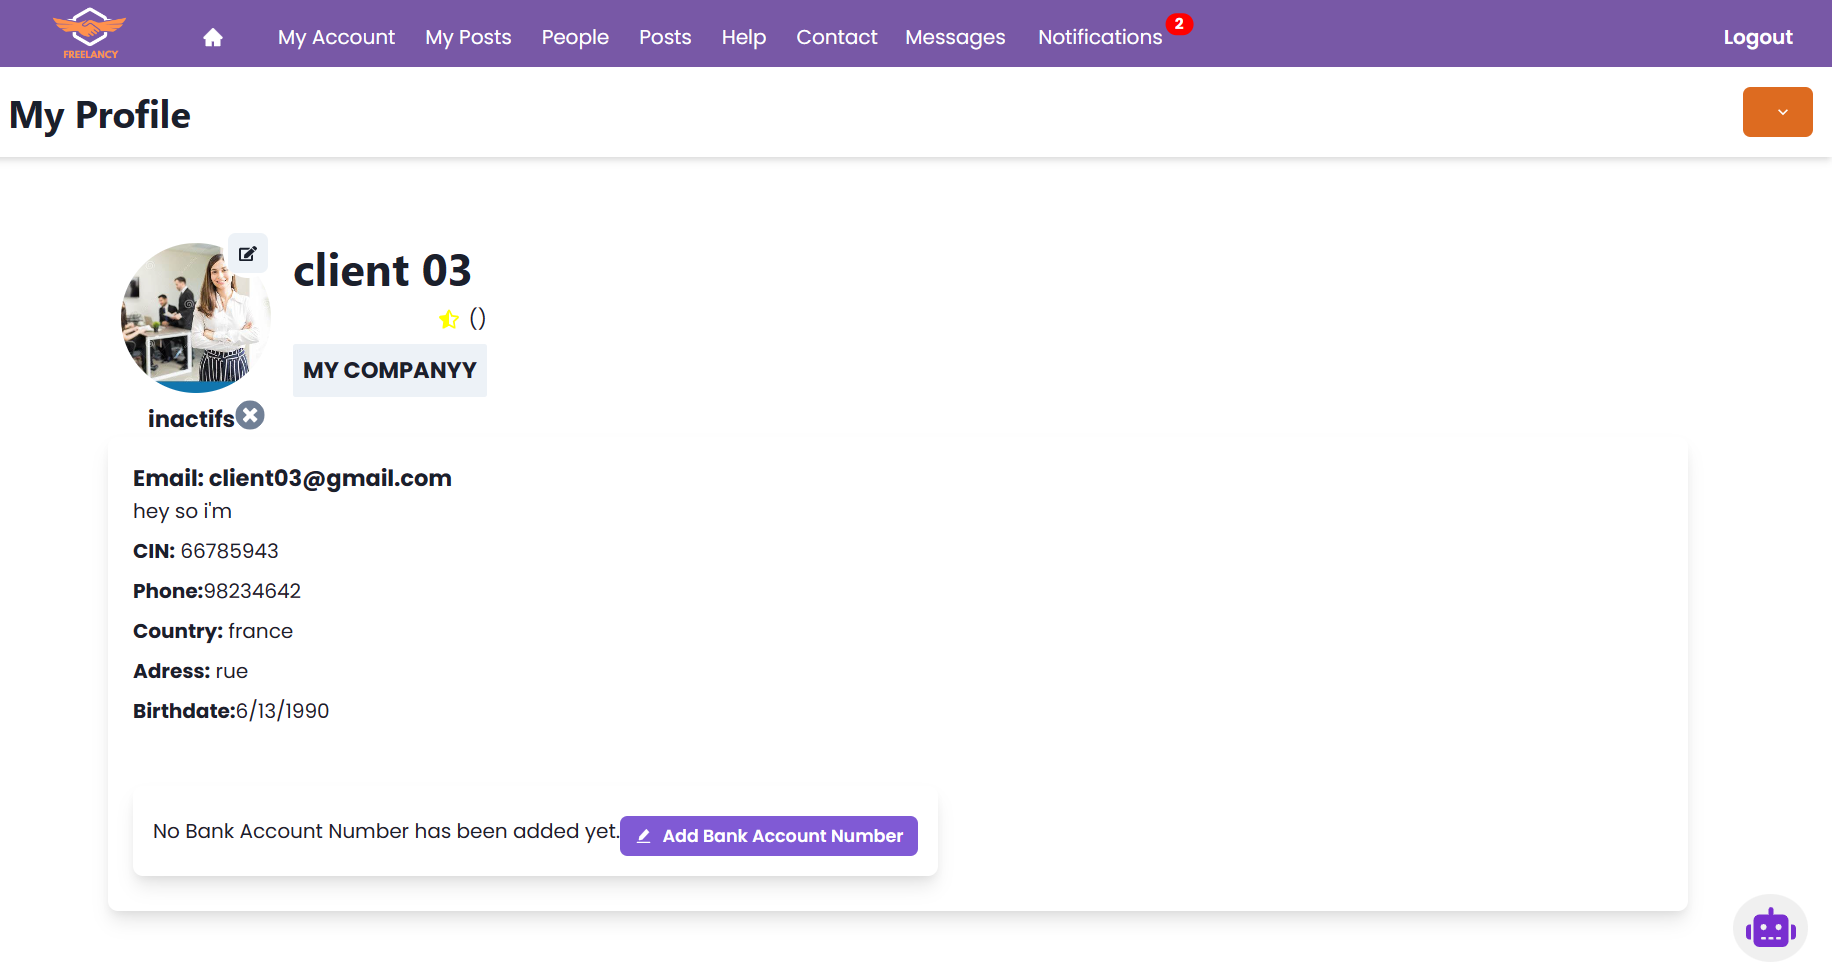 FREELANCY
My Account My Posts People Posts Help Contact Messages Notifications 2 Logout
My Profile
client 03
()
MY COMPANYY
inactifs
Email: client03@gmail.com
hey so i'm
CIN: 66785943
Phone:98234642
Country: france
Adress: rue
Birthdate:6/13/1990
No Bank Account Number has been added yet. Add Bank Account Number